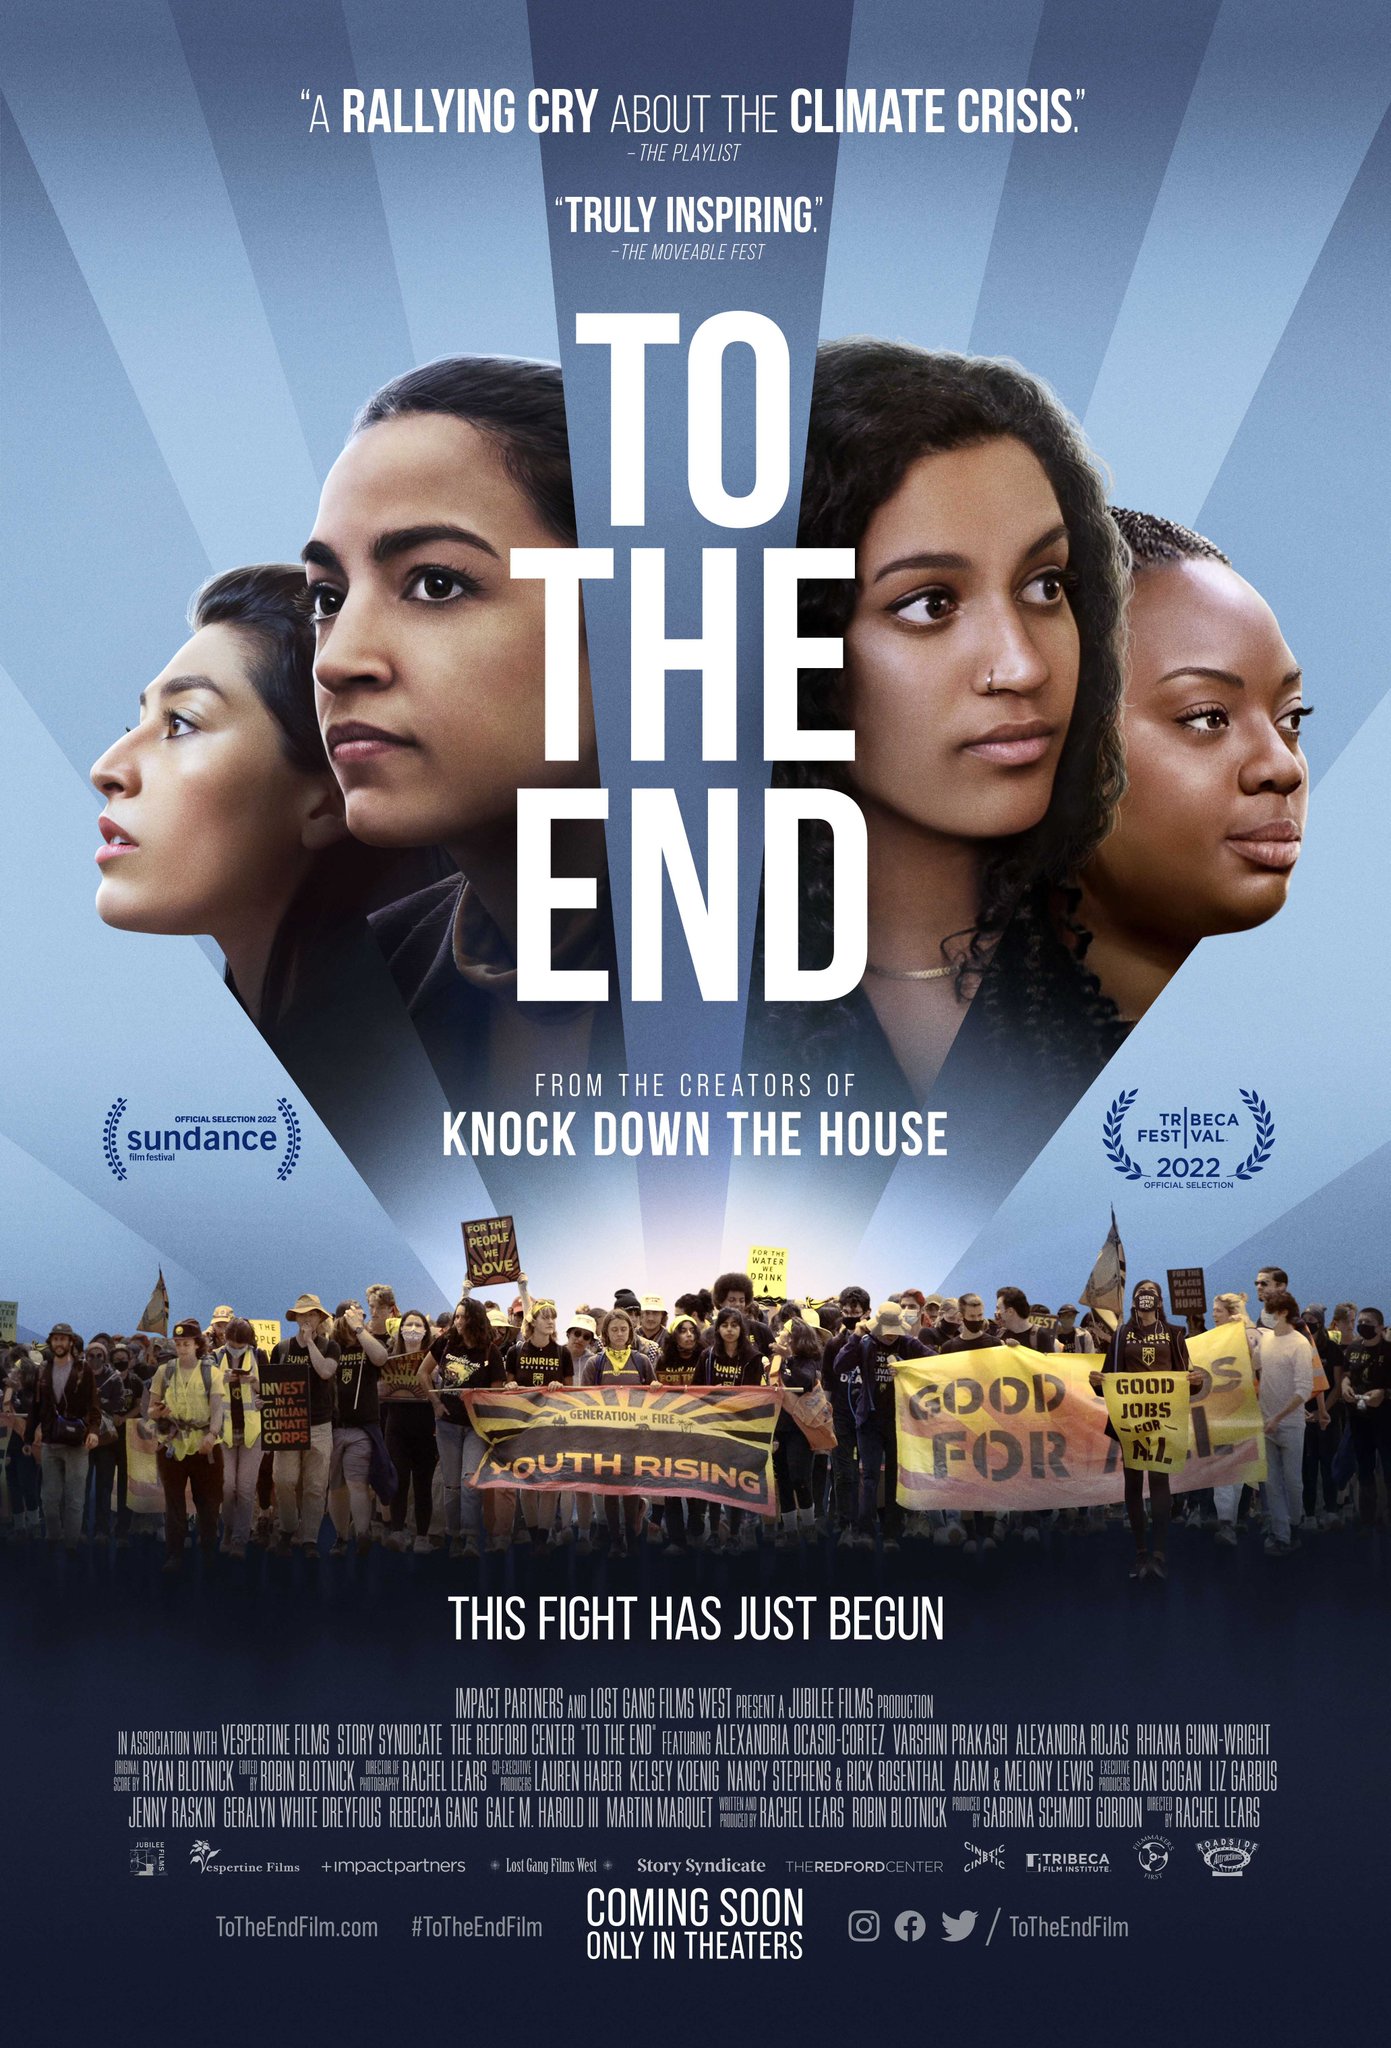 “A RALLYING CRY ABOUT THE CLIMATE CRISIS.”
– THE PLAYLIST
“TRULY INSPIRING.”
– THE MOVEABLE FEST
TO
THE
END
FROM THE CREATORS OF
KNOCK DOWN THE HOUSE
OFFICIAL SELECTION 2022
sundance
film festival
TRIBECA
FESTIVAL
2022
OFFICIAL SELECTION
FOR THE
PEOPLE
WE
LOVE
FOR THE
WATER
WE
DRINK
FOR THE
PLACES
WE CALL
HOME
INVEST
IN A
CIVILIAN
CLIMATE
CORPS
SUNRISE
MOVEMENT
GENERATION ON FIRE
YOUTH RISING
GOOD
FOR
GOOD
JOBS
FOR
ALL
THIS FIGHT HAS JUST BEGUN
IMPACT PARTNERS AND LOST GANG FILMS WEST PRESENT A JUBILEE FILMS PRODUCTION
IN ASSOCIATION WITH VESPERTINE FILMS STORY SYNDICATE THE REDFORD CENTER "TO THE END" FEATURING ALEXANDRIA OCASIO-CORTEZ VARSHINI PRAKASH ALEXANDRA ROJAS RHIANA GUNN-WRIGHT
ORIGINAL SCORE BY RYAN BLOTNICK EDITED BY ROBIN BLOTNICK DIRECTOR OF PHOTOGRAPHY RACHEL LEARS CO-EXECUTIVE PRODUCERS LAUREN HABER KELSEY KOENIG NANCY STEPHENS & RICK ROSENTHAL ADAM & MELONY LEWIS EXECUTIVE PRODUCERS DAN COGAN LIZ GARBUS
JENNY RASKIN GERALYN WHITE DREYFOUS REBECCA GANG GALE M. HAROLD III MARTIN MARQUET WRITTEN AND PRODUCED BY RACHEL LEARS ROBIN BLOTNICK PRODUCED BY SABRINA SCHMIDT GORDON DIRECTED BY RACHEL LEARS
JUBILEE FILMS Vespertine Films +impactpartners Lost Gang Films West Story Syndicate THE REDFORD CENTER CINETIC CINETIC TRIBECA FILM INSTITUTE. FILMMAKERS FIRST ROADSIDE Attractions
COMING SOON
ONLY IN THEATERS
ToTheEndFilm.com #ToTheEndFilm / ToTheEndFilm